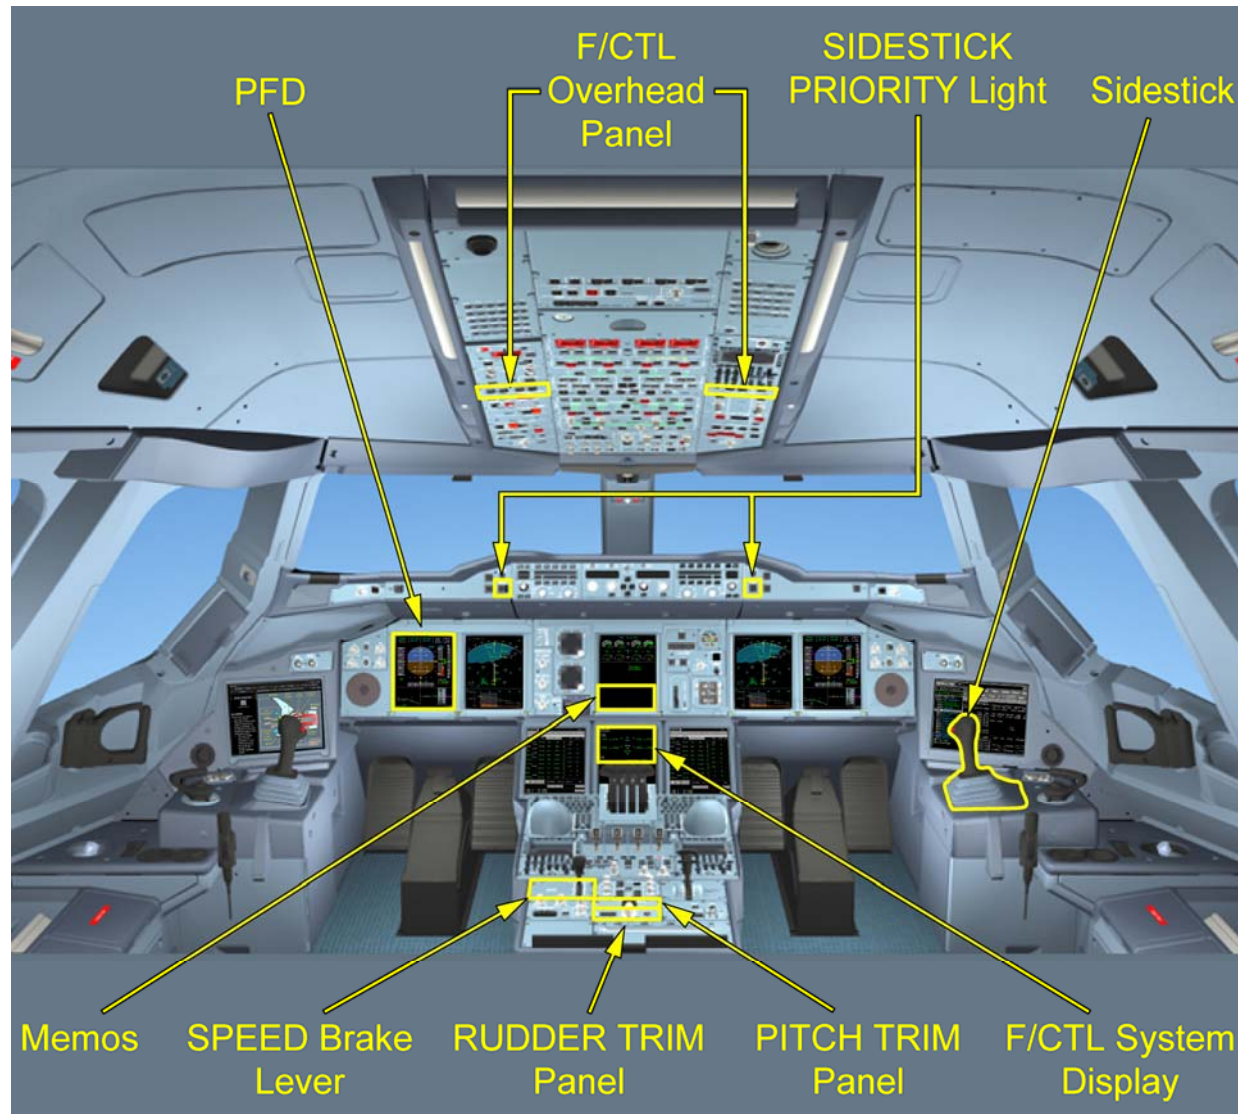 F/CTL
Overhead
Panel
SIDESTICK
PRIORITY Light
PFD
Sidestick
Memos
SPEED Brake
Lever
RUDDER TRIM
Panel
PITCH TRIM
Panel
F/CTL System
Display